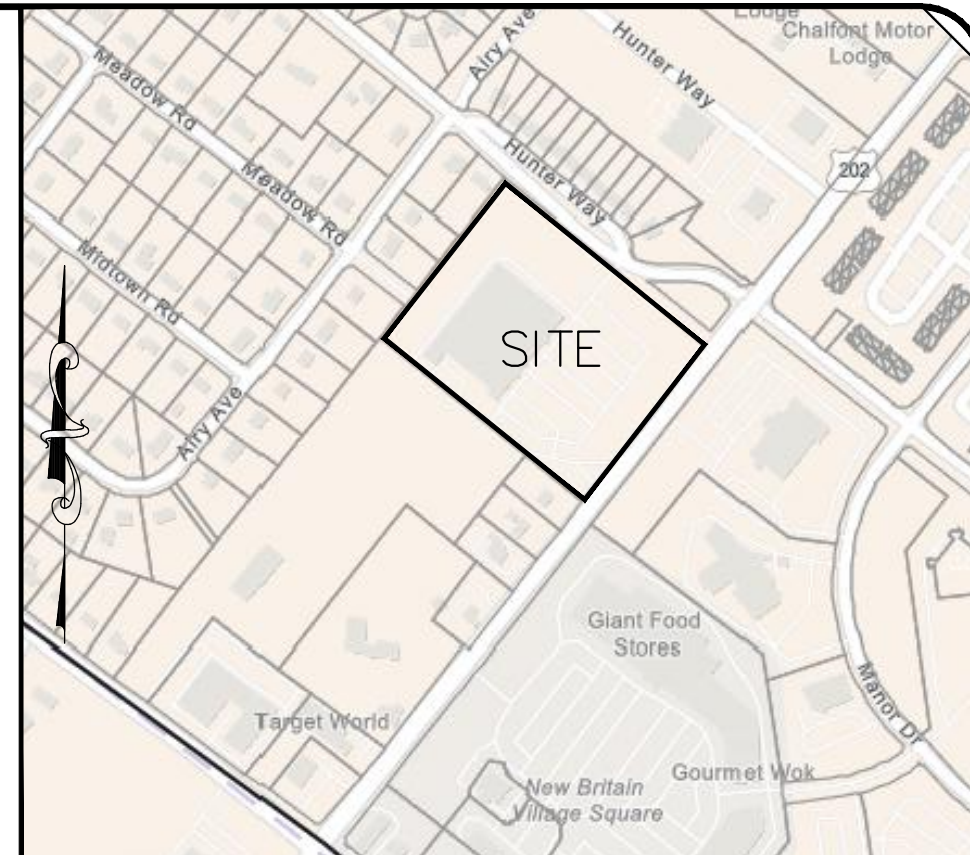 Lodge
Chalfont Motor
Lodge
Airy Ave
Hunter Way
Meadow Rd
Hunter Way
202
Meadow Rd
Midtown Rd
SITE
Airy Ave
Giant Food
Stores
Manor Dr
Target World
Gourmet Wok
New Britain
Village Square